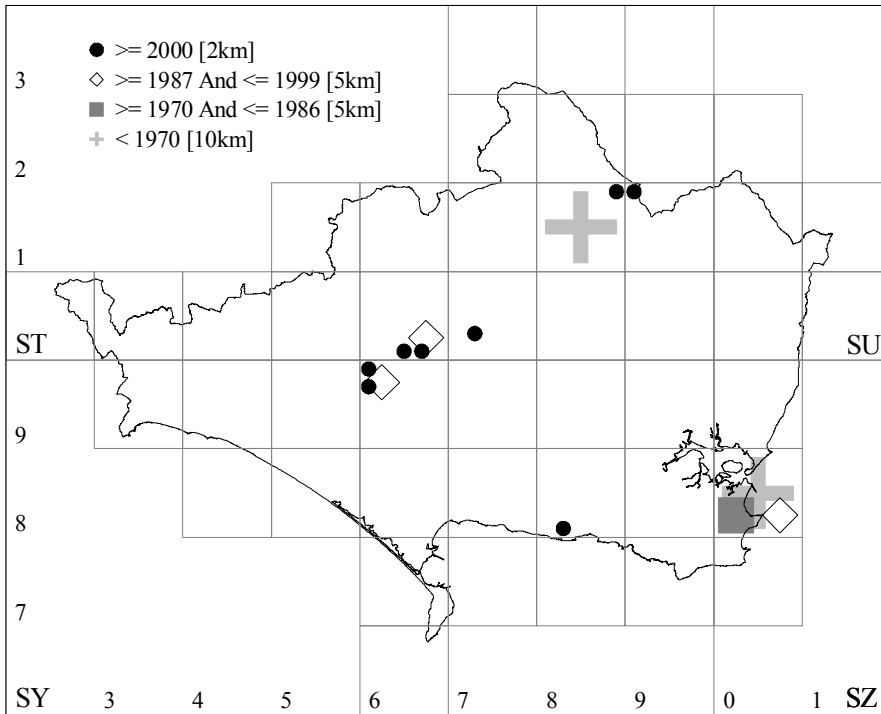 >= 2000 [2km]
>= 1987 And <= 1999 [5km]
>= 1970 And <= 1986 [5km]
< 1970 [10km]
3
2
1
ST SU
9
8
7
SY 3 4 5 6 7 8 9 0 1 SZ